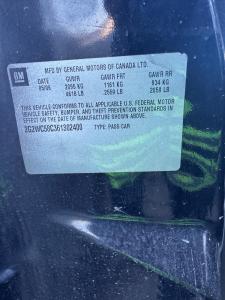 GM
MFD BY GENERAL MOTORS OF CANADA LTD.
DATE GVWR GAWR FRT GAWR RR
05/06 2095 KG 1161 KG 934 KG
4618 LB 2559 LB 2059 LB
THIS VEHICLE CONFORMS TO ALL APPLICABLE U.S. FEDERAL MOTOR
VEHICLE SAFETY, BUMPER, AND THEFT PREVENTION STANDARDS IN
EFFECT ON THE DATE OF MANUFACTURE SHOWN ABOVE.
TYPE: PASS CAR